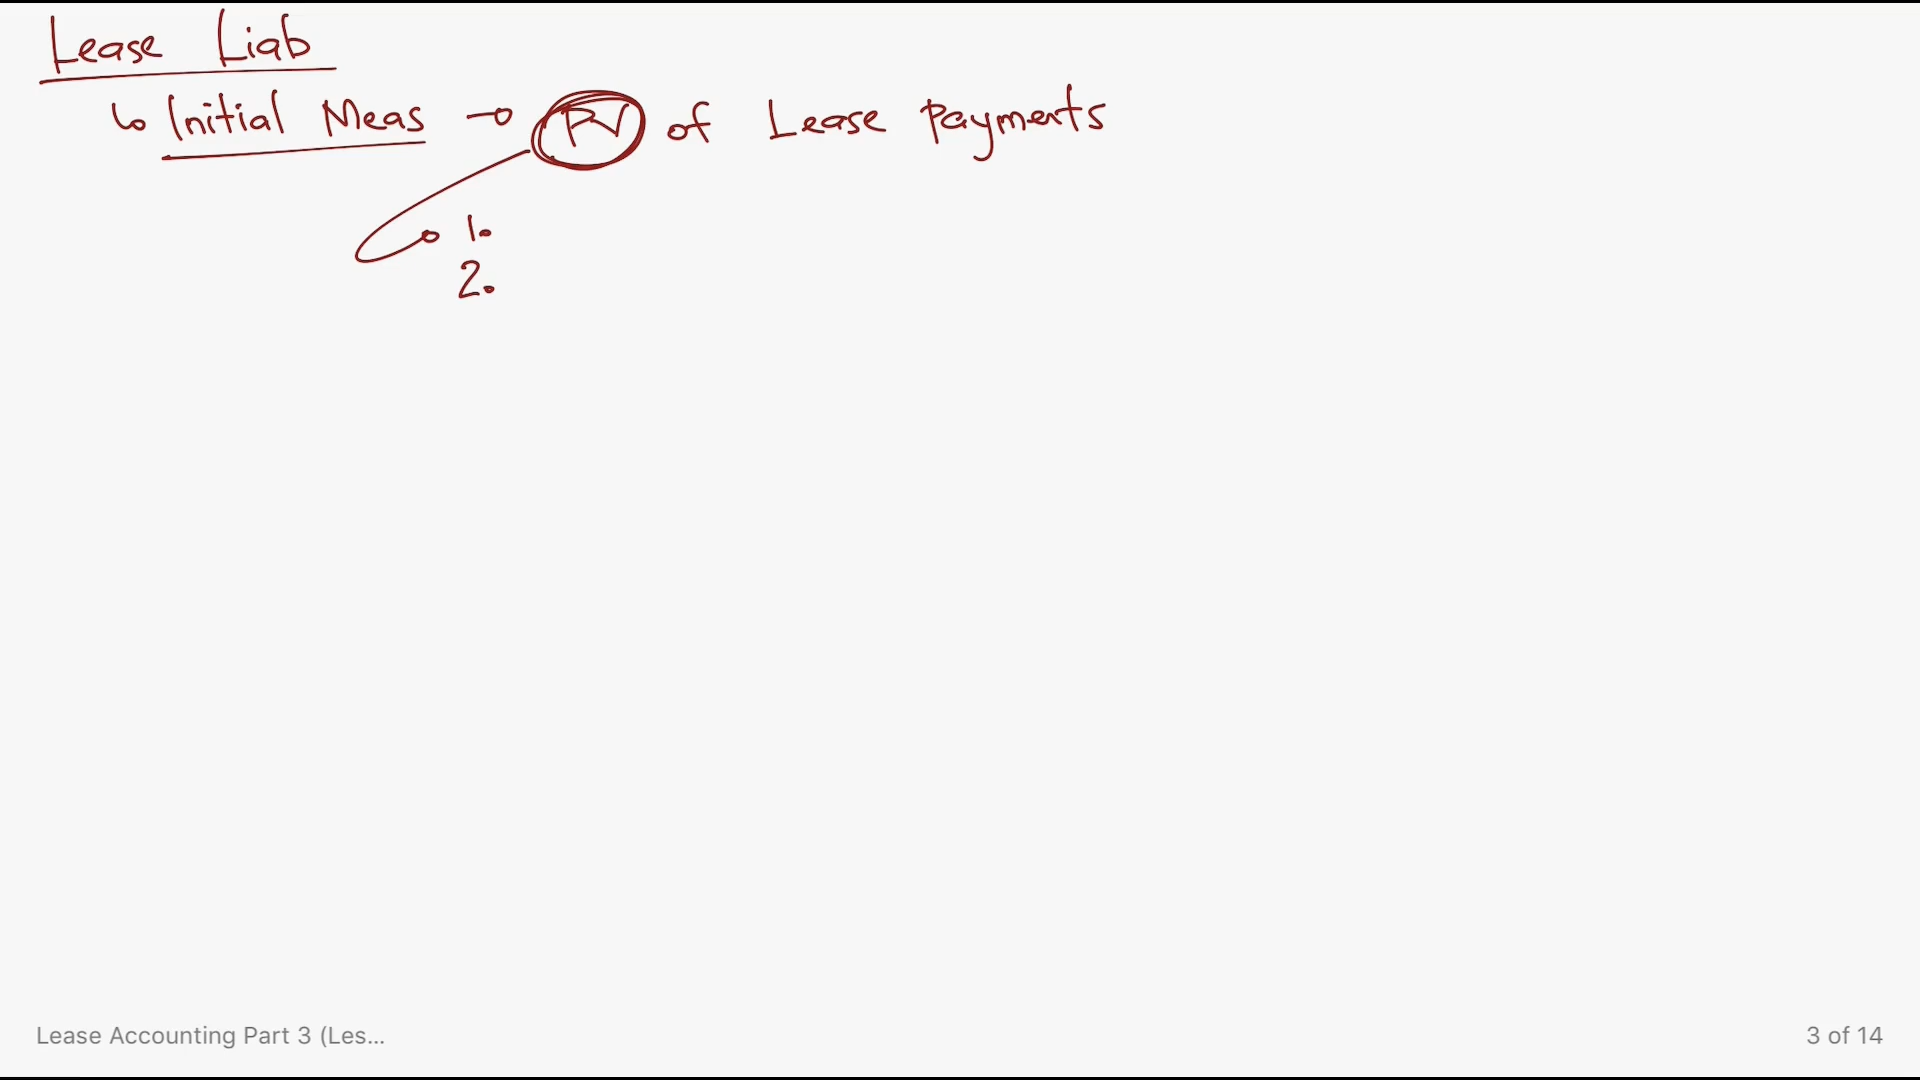 Lease Liab
Initial Meas → PV of Lease Payments
1.
2.
Lease Accounting Part 3 (Les...
3 of 14